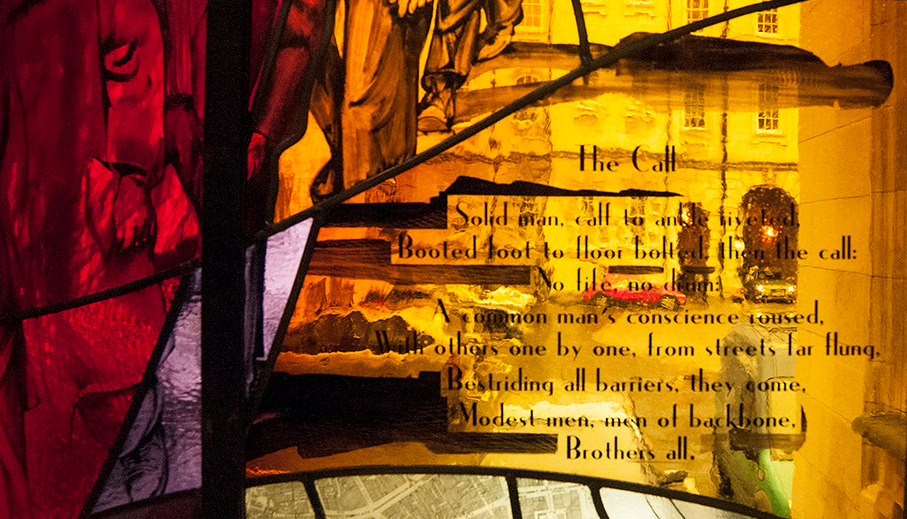 The Call
Solid man, calf to ankle riveted,
Booted foot to floor bolted, then the call:
No fife, no drum:
A common man's conscience roused,
With others one by one, from streets far flung,
Bestriding all barriers, they come,
Modest men, men of backbone,
Brothers all.